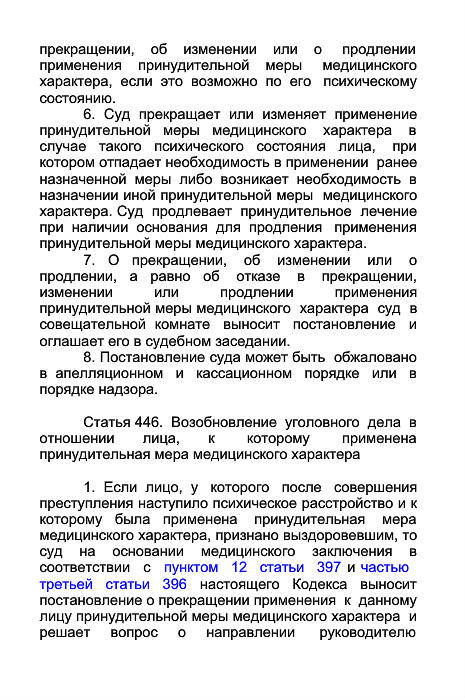 прекращении, об изменении или о продлении
применения принудительной меры медицинского
характера, если это возможно по его психическому
состоянию.
6. Суд прекращает или изменяет применение
принудительной меры медицинского характера в
случае такого психического состояния лица, при
котором отпадает необходимость в применении ранее
назначенной меры либо возникает необходимость в
назначении иной принудительной меры медицинского
характера. Суд продлевает принудительное лечение
при наличии основания для продления применения
принудительной меры медицинского характера.
7. О прекращении, об изменении или о
продлении, а равно об отказе в прекращении,
изменении или продлении применения
принудительной меры медицинского характера суд в
совещательной комнате выносит постановление и
оглашает его в судебном заседании.
8. Постановление суда может быть обжаловано
в апелляционном и кассационном порядке или в
порядке надзора.
Статья 446. Возобновление уголовного дела в
отношении лица, к которому применена
принудительная мера медицинского характера
1. Если лицо, у которого после совершения
преступления наступило психическое расстройство и к
которому была применена принудительная мера
медицинского характера, признано выздоровевшим, то
суд на основании медицинского заключения в
соответствии с пунктом 12 статьи 397 и частью
третьей статьи 396 настоящего Кодекса выносит
постановление о прекращении применения к данному
лицу принудительной меры медицинского характера и
решает вопрос о направлении руководителю